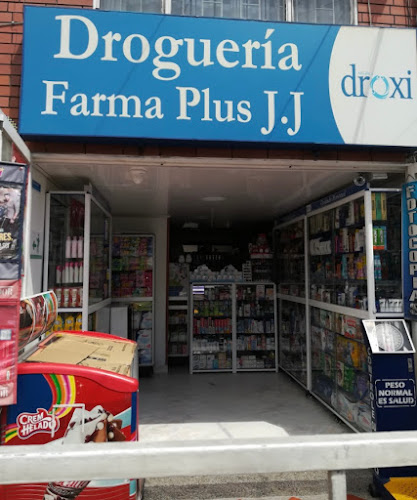 Droguería
Farma Plus J.J
droxi
CREM
HELADO
PESO
NORMAL
ES SALUD